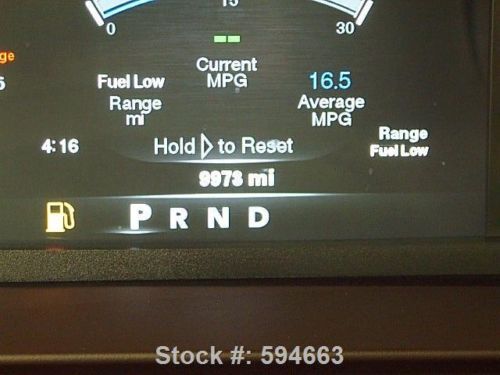 15
0
30
Current
MPG
ge
Fuel Low
Range
mi
16.5
Average
MPG
Range
Fuel Low
4:16
Hold ▷ to Reset
9973 mi
P R N D
Stock #: 594663